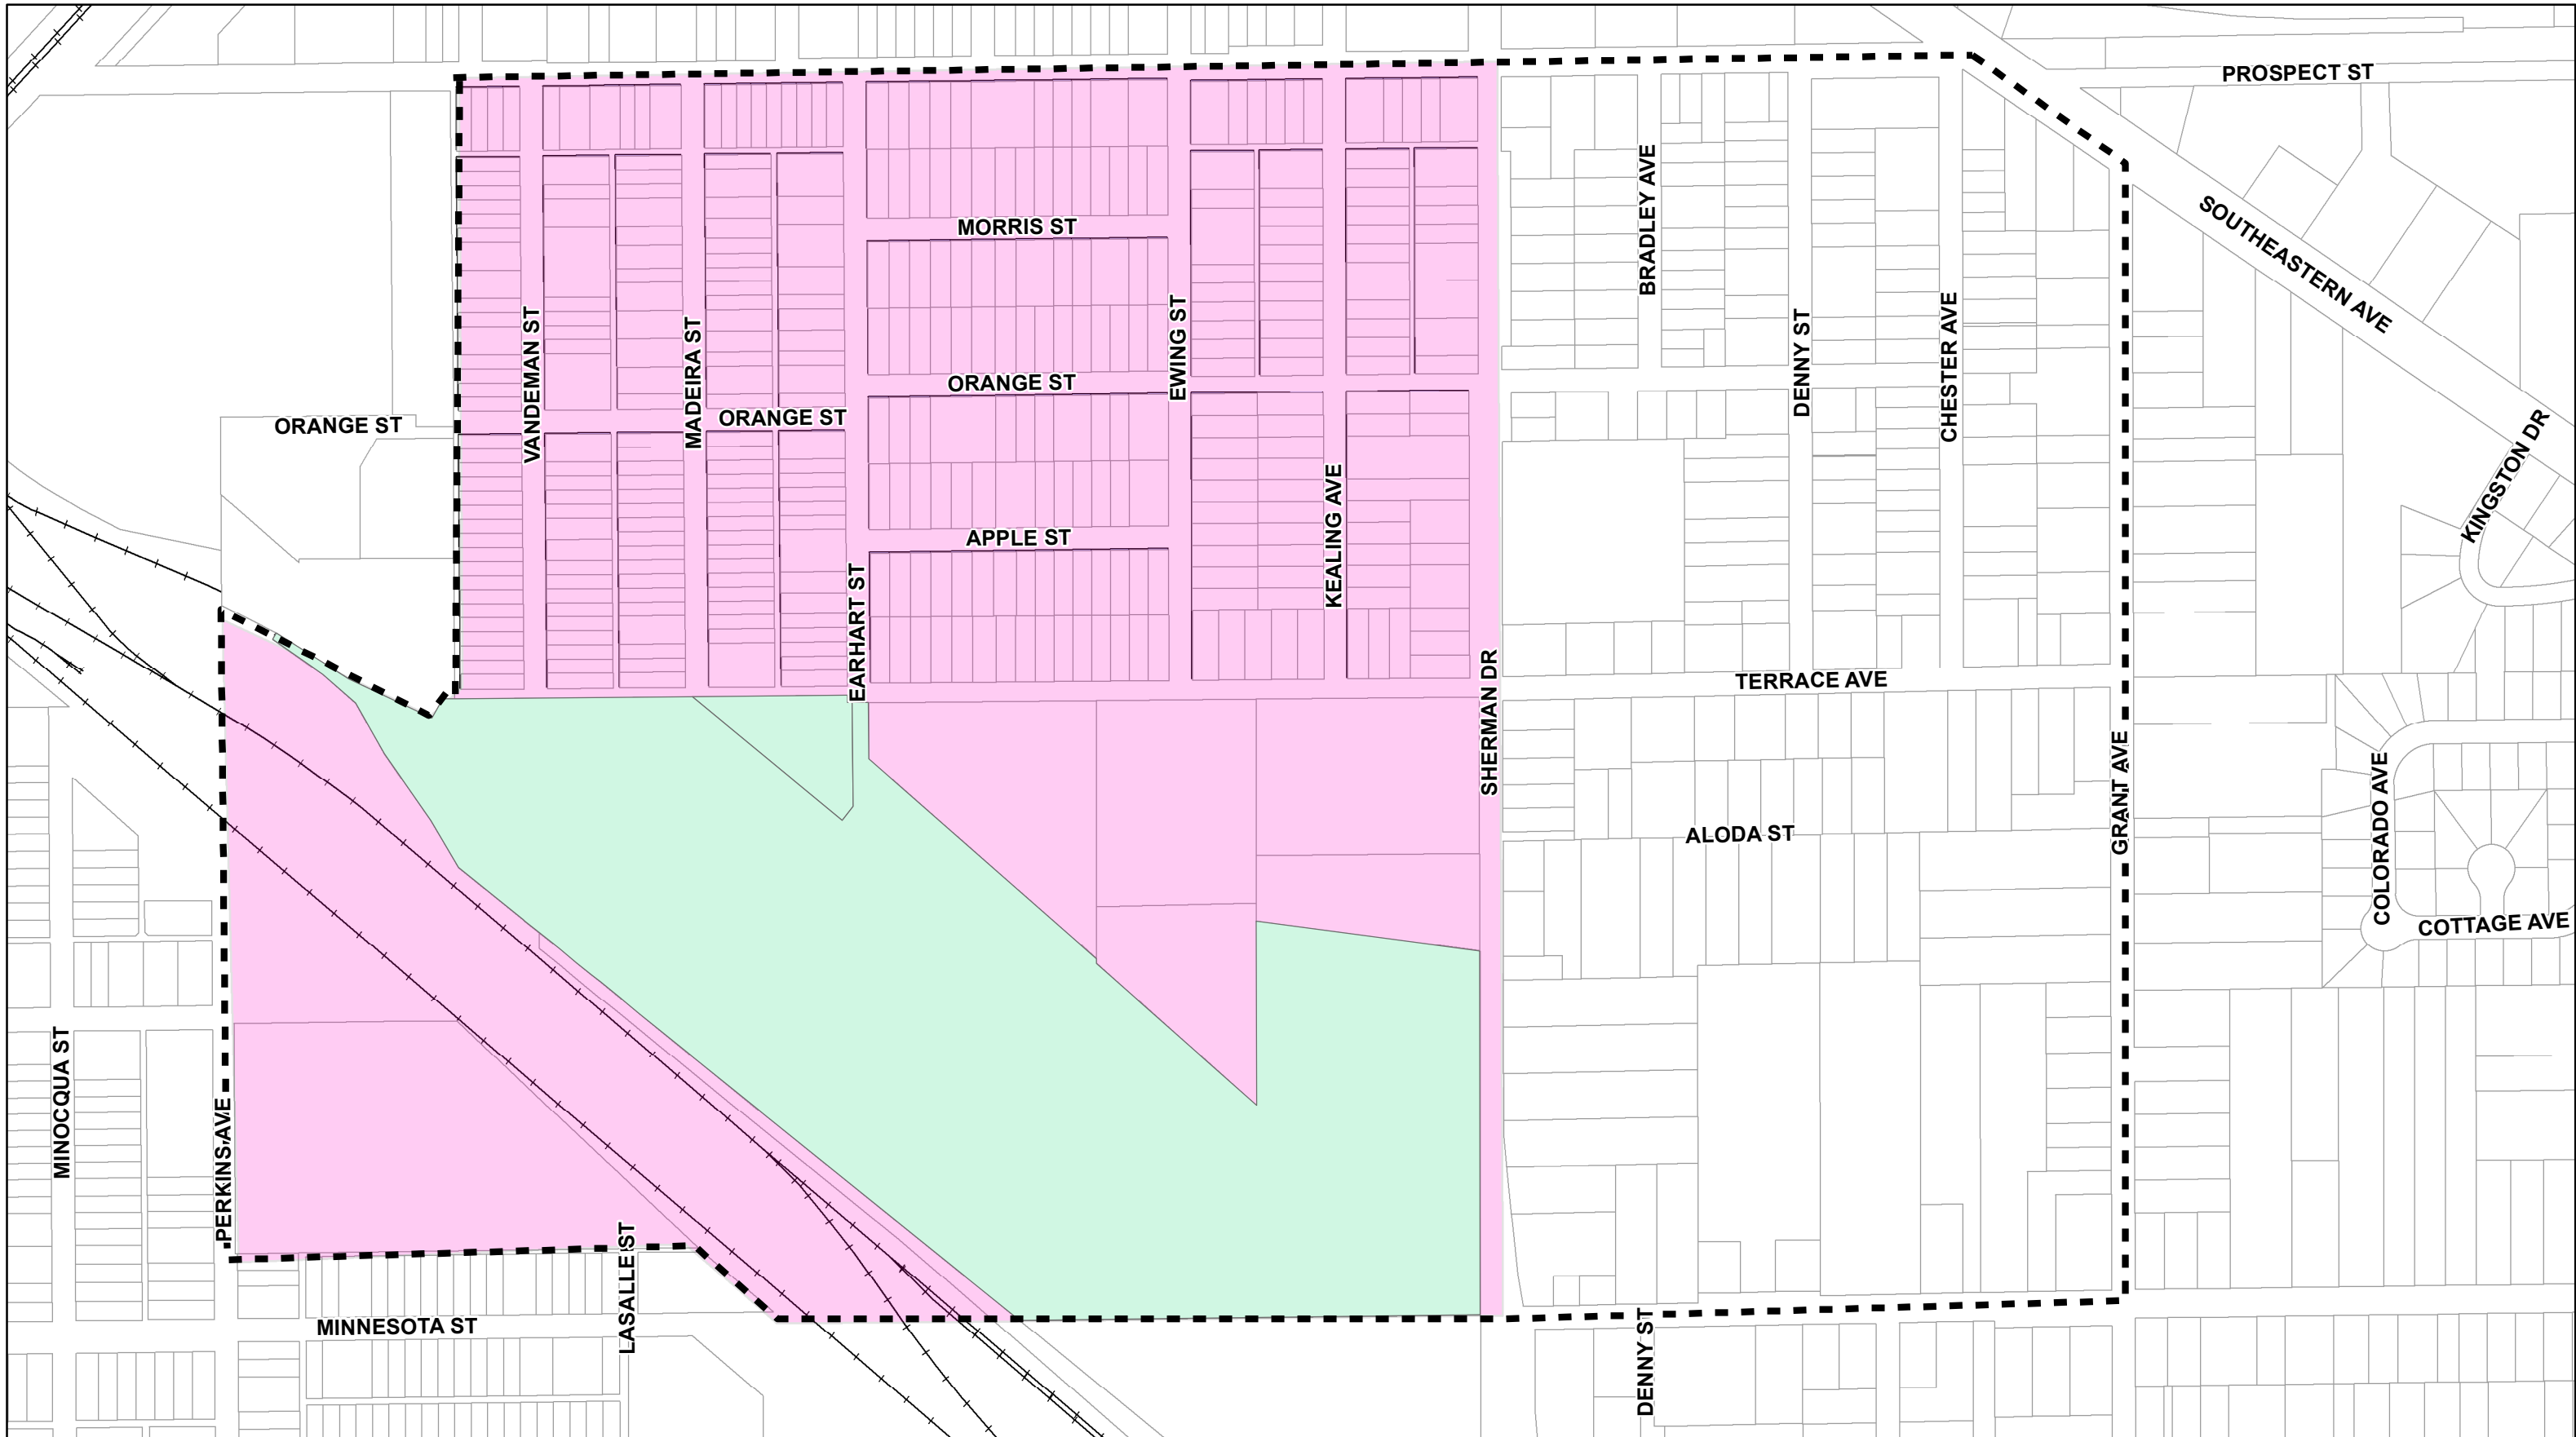 PROSPECT ST
SOUTHEASTERN AVE
BRADLEY AVE
MORRIS ST
VANDEMAN ST
MADEIRA ST
EWING ST
DENNY ST
CHESTER AVE
ORANGE ST
ORANGE ST
ORANGE ST
KINGSTON DR
KEALING AVE
APPLE ST
EARHART ST
SHERMAN DR
TERRACE AVE
GRANT AVE
COLORADO AVE
ALODA ST
COTTAGE AVE
MINOCQUA ST
PERKINS AVE
LASALLE ST
MINNESOTA ST
DENNY ST